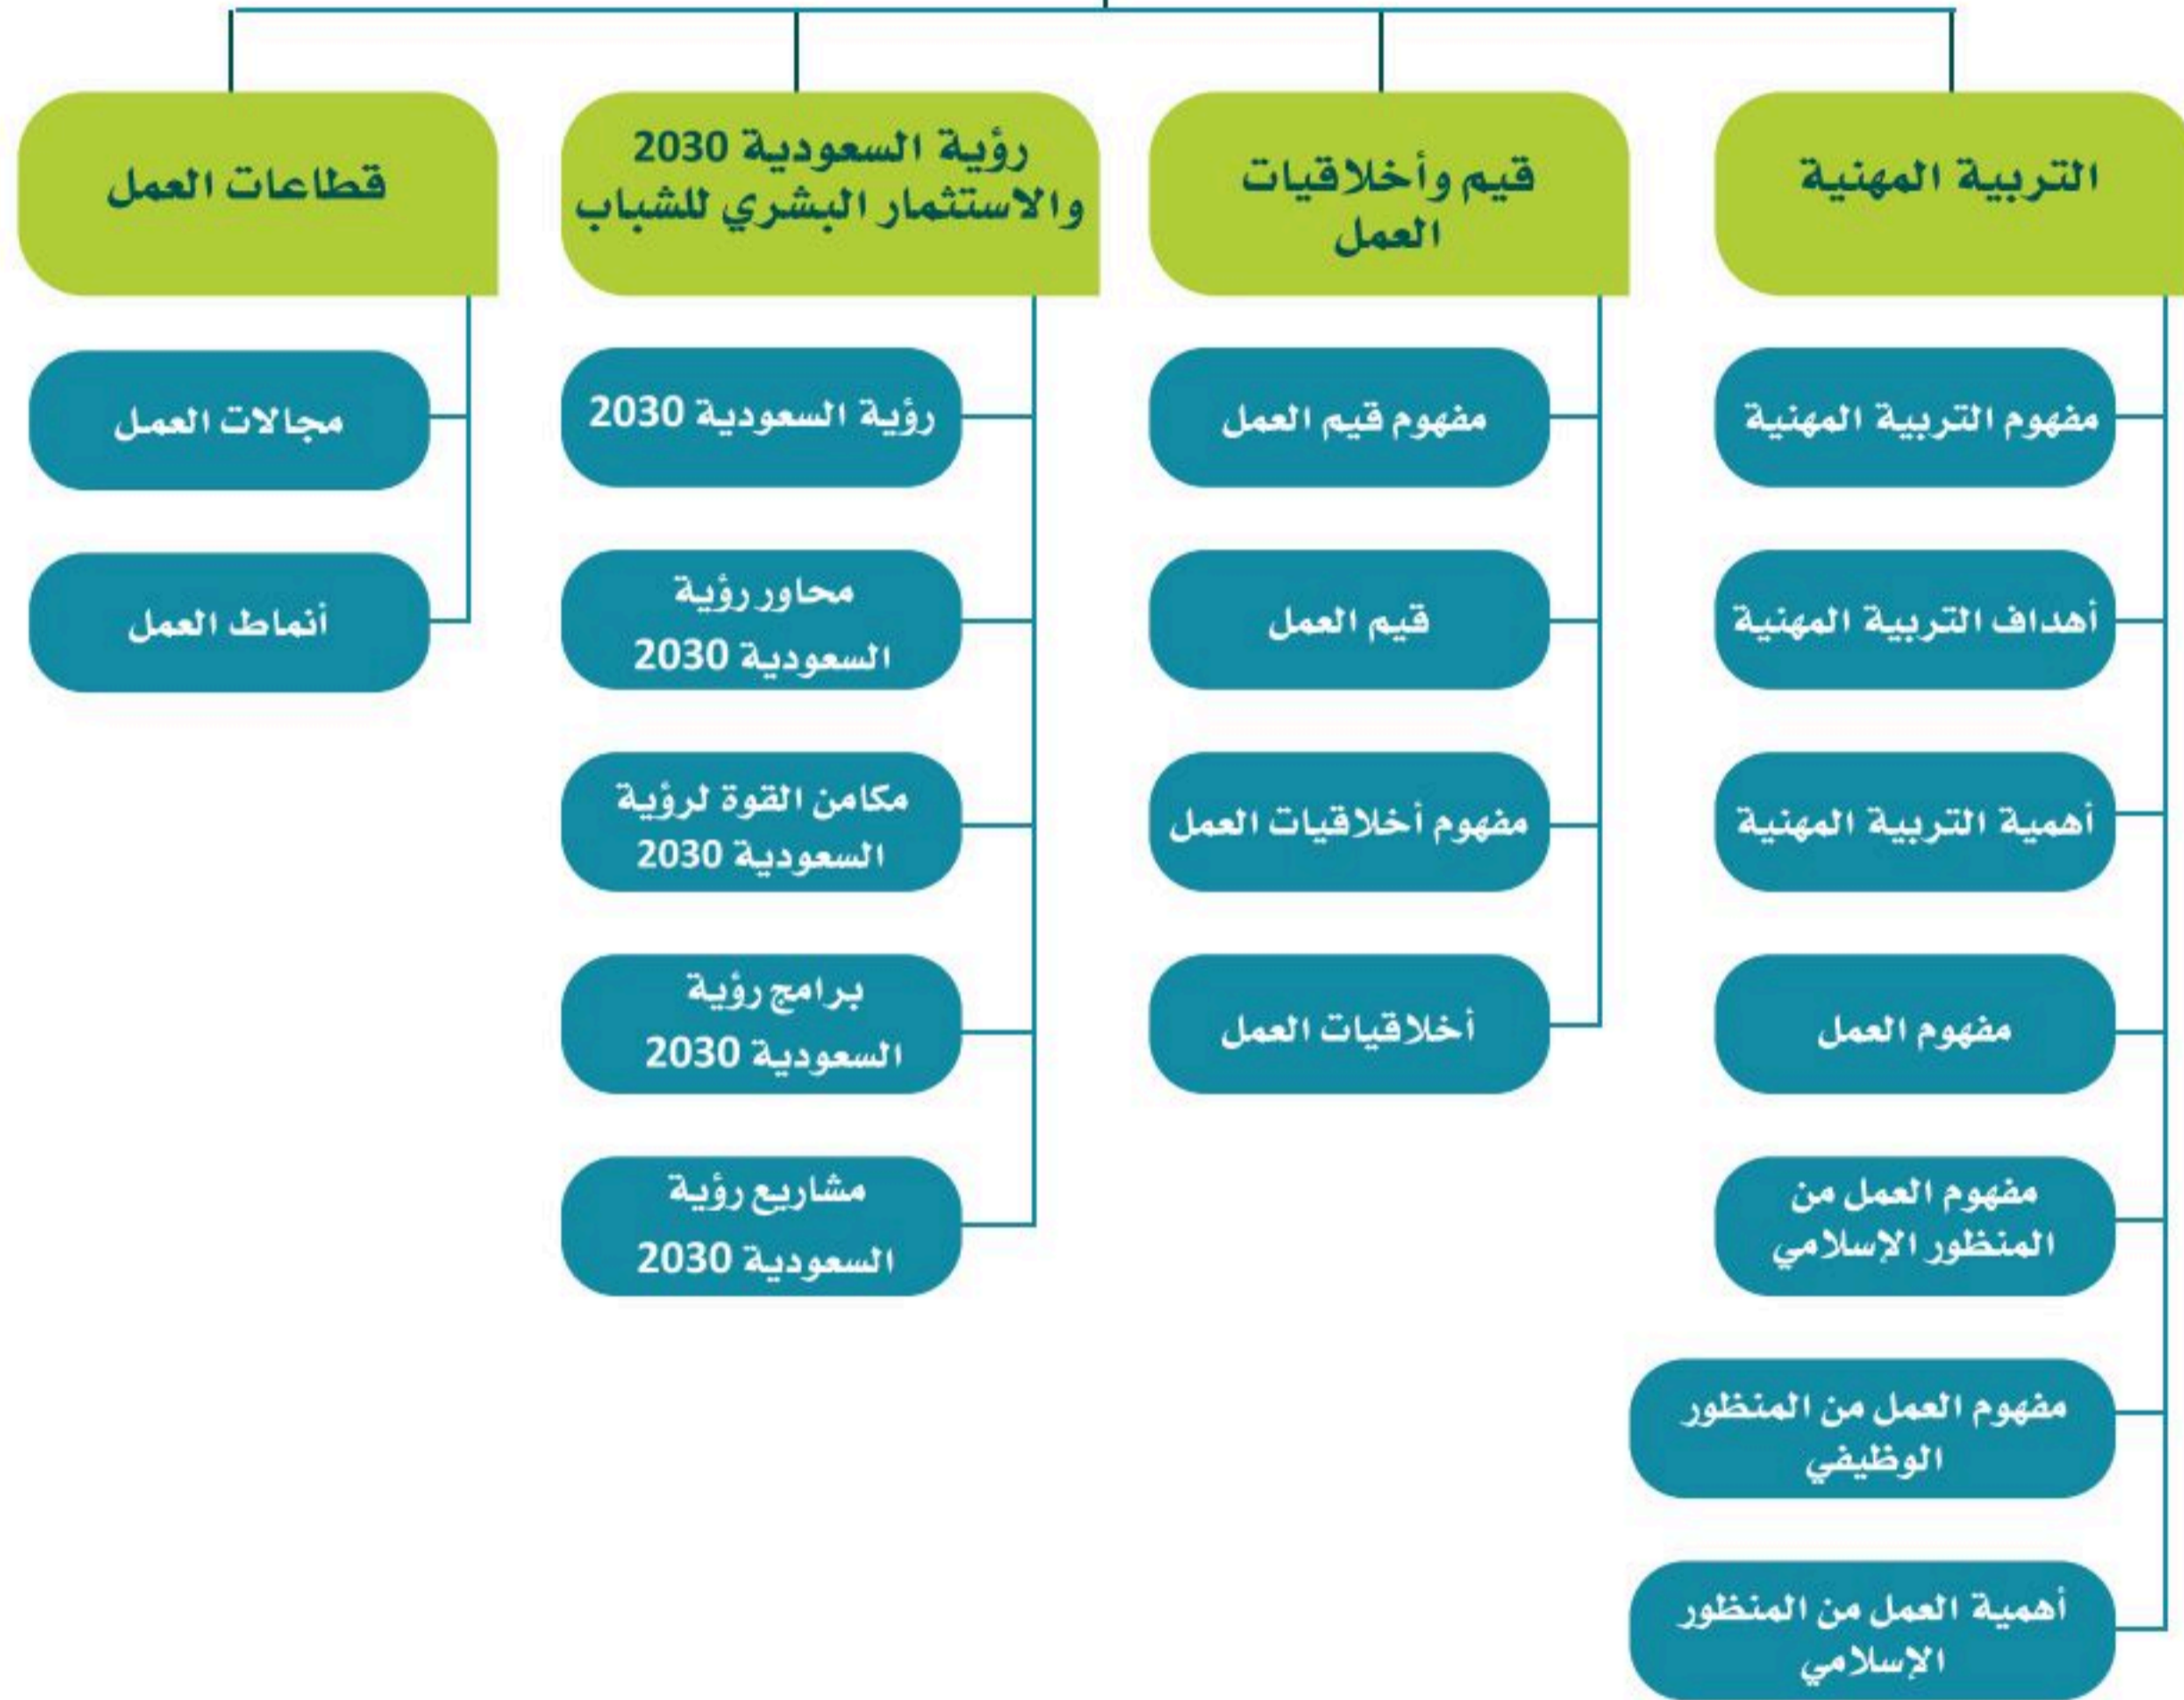 التربية المهنية
مفهوم التربية المهنية
أهداف التربية المهنية
أهمية التربية المهنية
مفهوم العمل
مفهوم العمل من
المنظور الإسلامي
مفهوم العمل من المنظور
الوظيفي
أهمية العمل من المنظور
الإسلامي
قيم وأخلاقيات
العمل
مفهوم قيم العمل
قيم العمل
مفهوم أخلاقيات العمل
أخلاقيات العمل
رؤية السعودية 2030
والاستثمار البشري للشباب
رؤية السعودية 2030
محاور رؤية
السعودية 2030
مكامن القوة لرؤية
السعودية 2030
برامج رؤية
السعودية 2030
مشاريع رؤية
السعودية 2030
قطاعات العمل
مجالات العمل
أنماط العمل